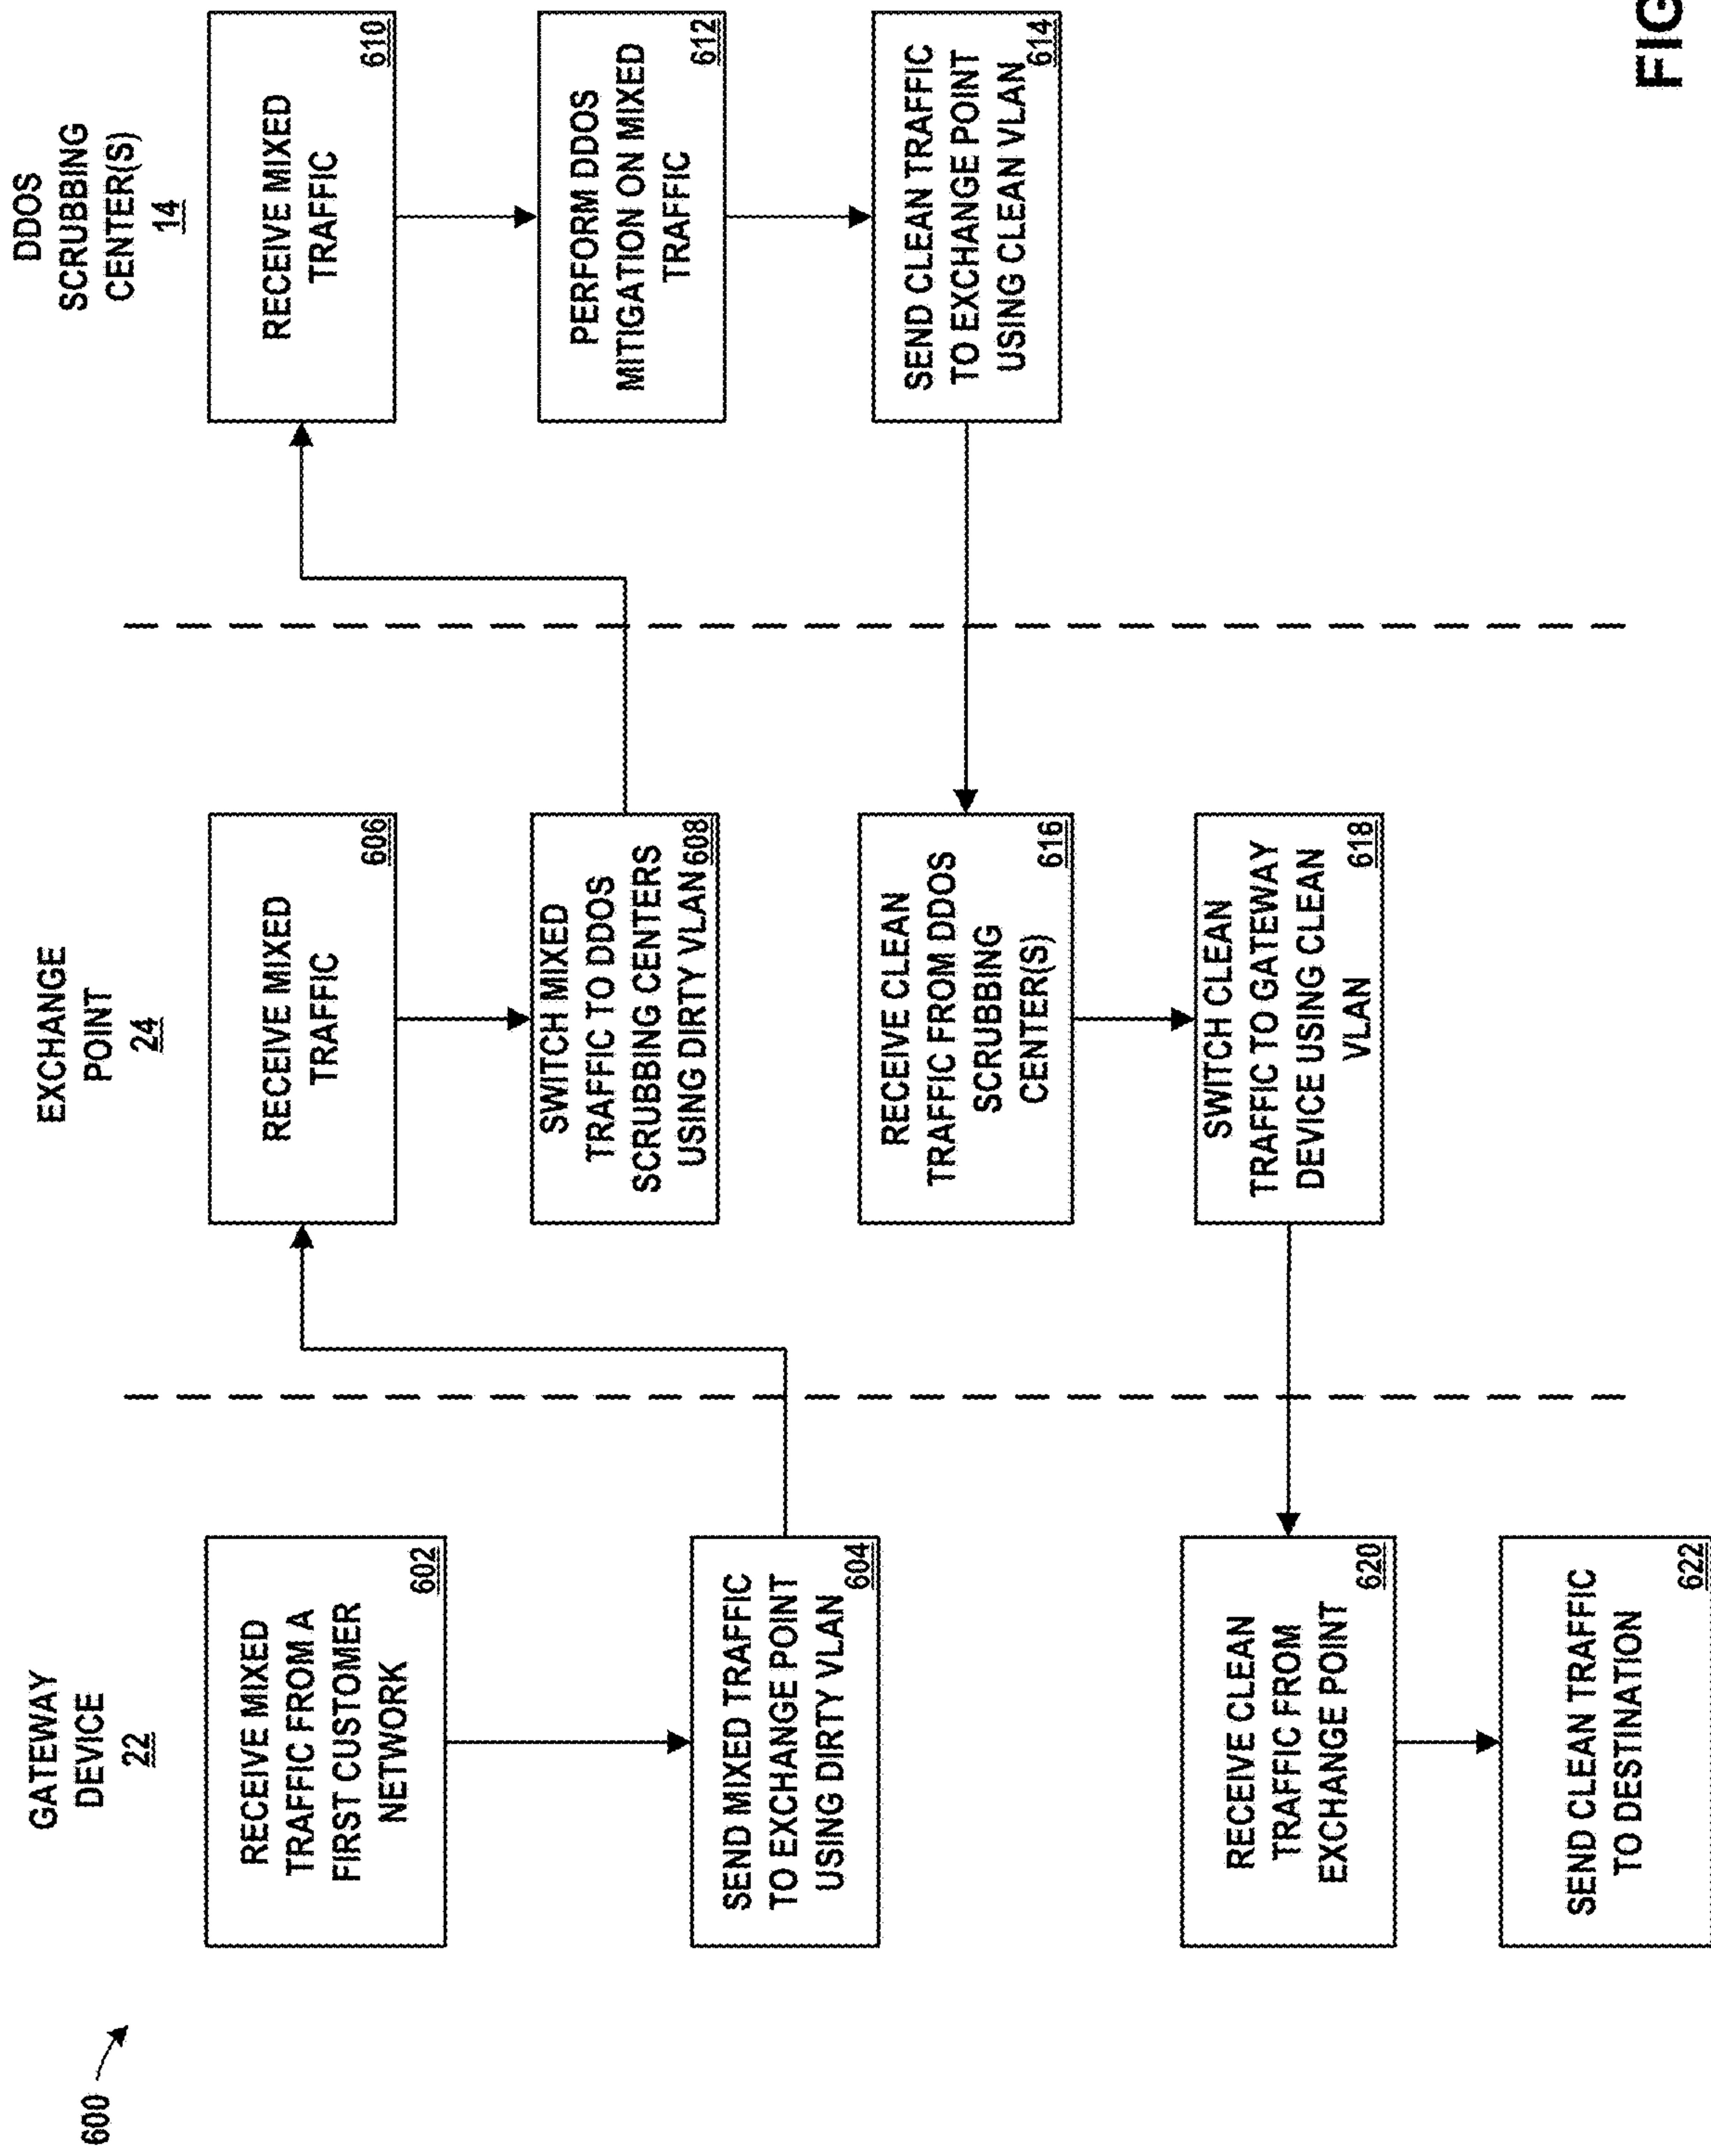 600
GATEWAY
DEVICE
22
RECEIVE MIXED
TRAFFIC FROM A
FIRST CUSTOMER
NETWORK
602
SEND MIXED TRAFFIC
TO EXCHANGE POINT
USING DIRTY VLAN
604
RECEIVE CLEAN
TRAFFIC FROM
EXCHANGE POINT
620
SEND CLEAN TRAFFIC
TO DESTINATION
622
EXCHANGE
POINT
24
RECEIVE MIXED
TRAFFIC
606
SWITCH MIXED
TRAFFIC TO DDOS
SCRUBBING CENTERS
USING DIRTY VLAN 608
RECEIVE CLEAN
TRAFFIC FROM DDOS
SCRUBBING
CENTER(S)
616
SWITCH CLEAN
TRAFFIC TO GATEWAY
DEVICE USING CLEAN
VLAN
618
DDOS
SCRUBBING
CENTER(S)
14
RECEIVE MIXED
TRAFFIC
610
PERFORM DDOS
MITIGATION ON MIXED
TRAFFIC
612
SEND CLEAN TRAFFIC
TO EXCHANGE POINT
USING CLEAN VLAN
614
FIG